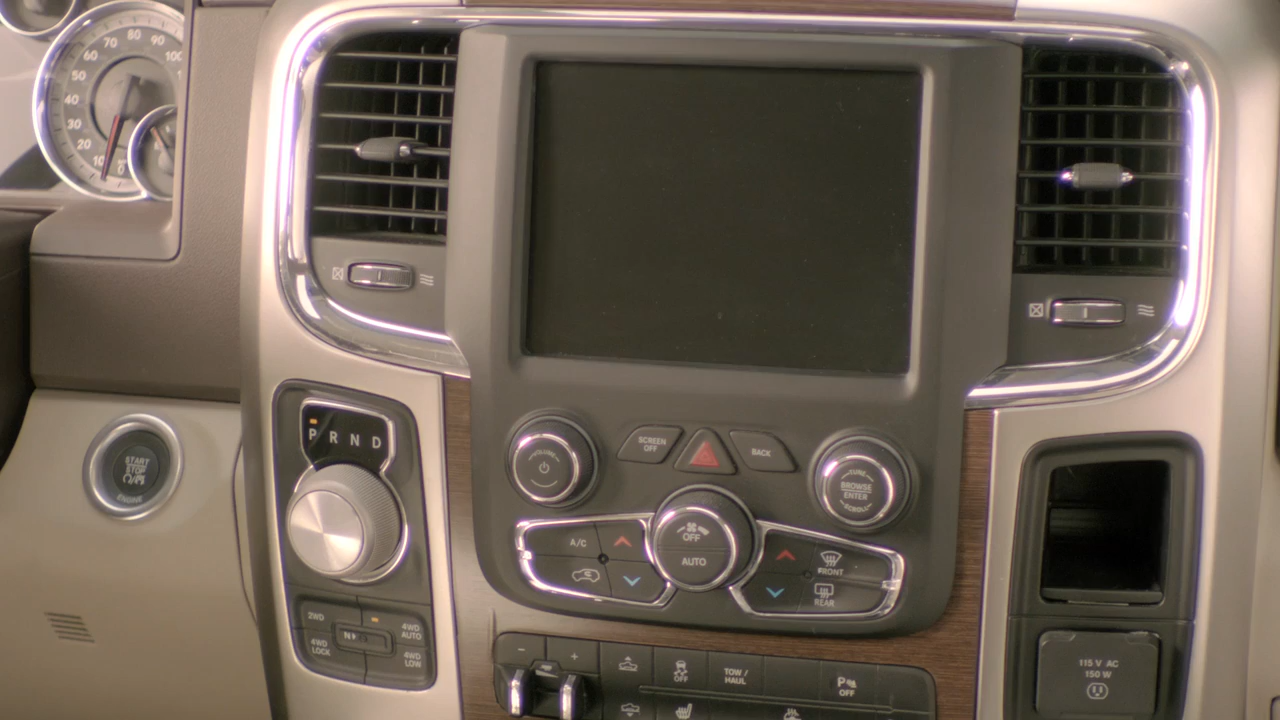 70
80
90
60
100
50
40
30
20
10
START
STOP
ENGINE
P R N D
2WD
4WD
AUTO
4WD
LOCK
4WD
LOW
N
VOLUME
SCREEN
OFF
BACK
TUNE
BROWSE
ENTER
SCROLL
A/C
OFF
AUTO
FRONT
REAR
−
+
OFF
TOW/
HAUL
P
OFF
115 V AC
150 W